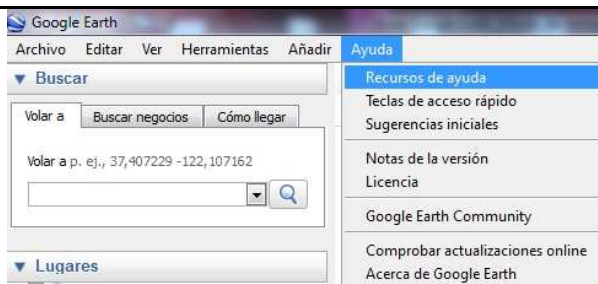 Google Earth
Archivo Editar Ver Herramientas Añadir Ayuda
Buscar
Volar a Buscar negocios Cómo llegar
Volar a p. ej., 37,407229 -122,107162
Lugares
Recursos de ayuda
Teclas de acceso rápido
Sugerencias iniciales
Notas de la versión
Licencia
Google Earth Community
Comprobar actualizaciones online
Acerca de Google Earth